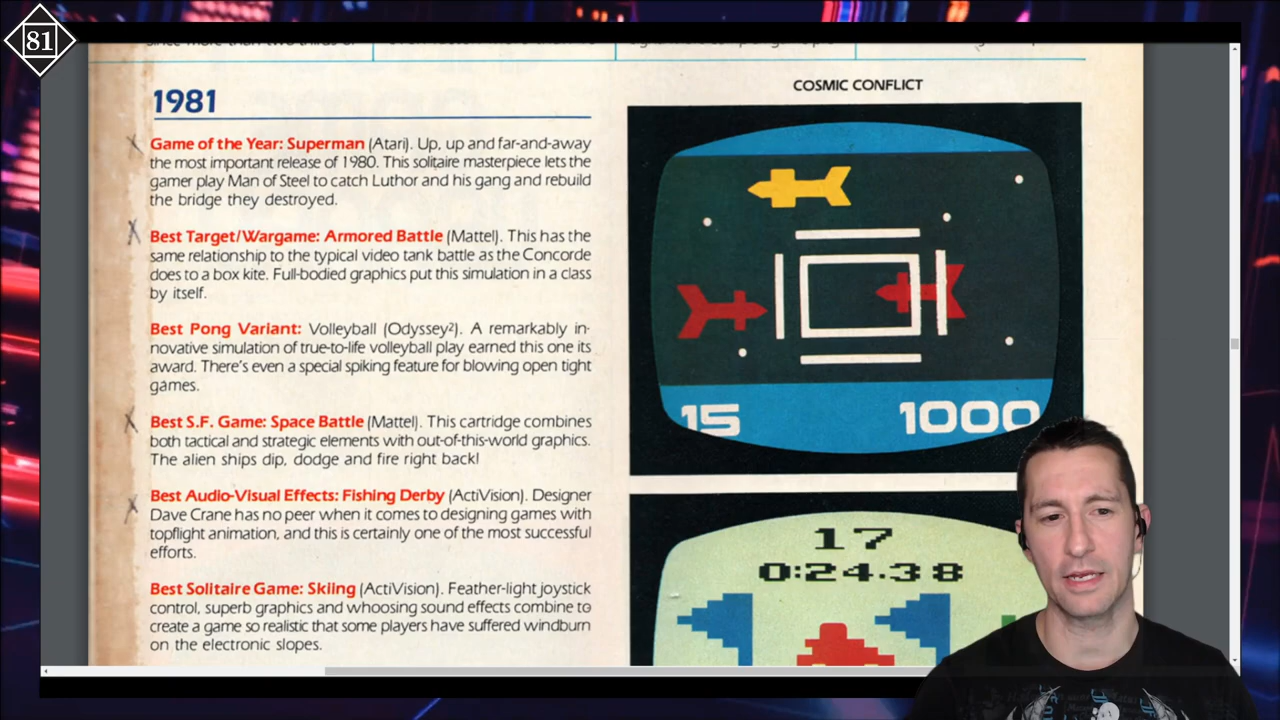 81
COSMIC CONFLICT
1981
Game of the Year: Superman (Atari). Up, up and far-and-away
the most important release of 1980. This solitaire masterpiece lets the
gamer play Man of Steel to catch Luthor and his gang and rebuild
the bridge they destroyed.
Best Target/Wargame: Armored Battle (Mattel). This has the
same relationship to the typical video tank battle as the Concorde
does to a box kite. Full-bodied graphics put this simulation in a class
by itself.
Best Pong Variant: Volleyball (Odyssey²). A remarkably in-
novative simulation of true-to-life volleyball play earned this one its
award. There's even a special spiking feature for blowing open tight
games.
Best S.F. Game: Space Battle (Mattel). This cartridge combines
both tactical and strategic elements with out-of-this-world graphics.
The alien ships dip, dodge and fire right back!
Best Audio-Visual Effects: Fishing Derby (ActiVision). Designer
Dave Crane has no peer when it comes to designing games with
topflight animation, and this is certainly one of the most successful
efforts.
Best Solitaire Game: Skiing (ActiVision). Feather-light joystick
control, superb graphics and whoosing sound effects combine to
create a game so realistic that some players have suffered windburn
on the electronic slopes.
15 1000
17
0:24.38